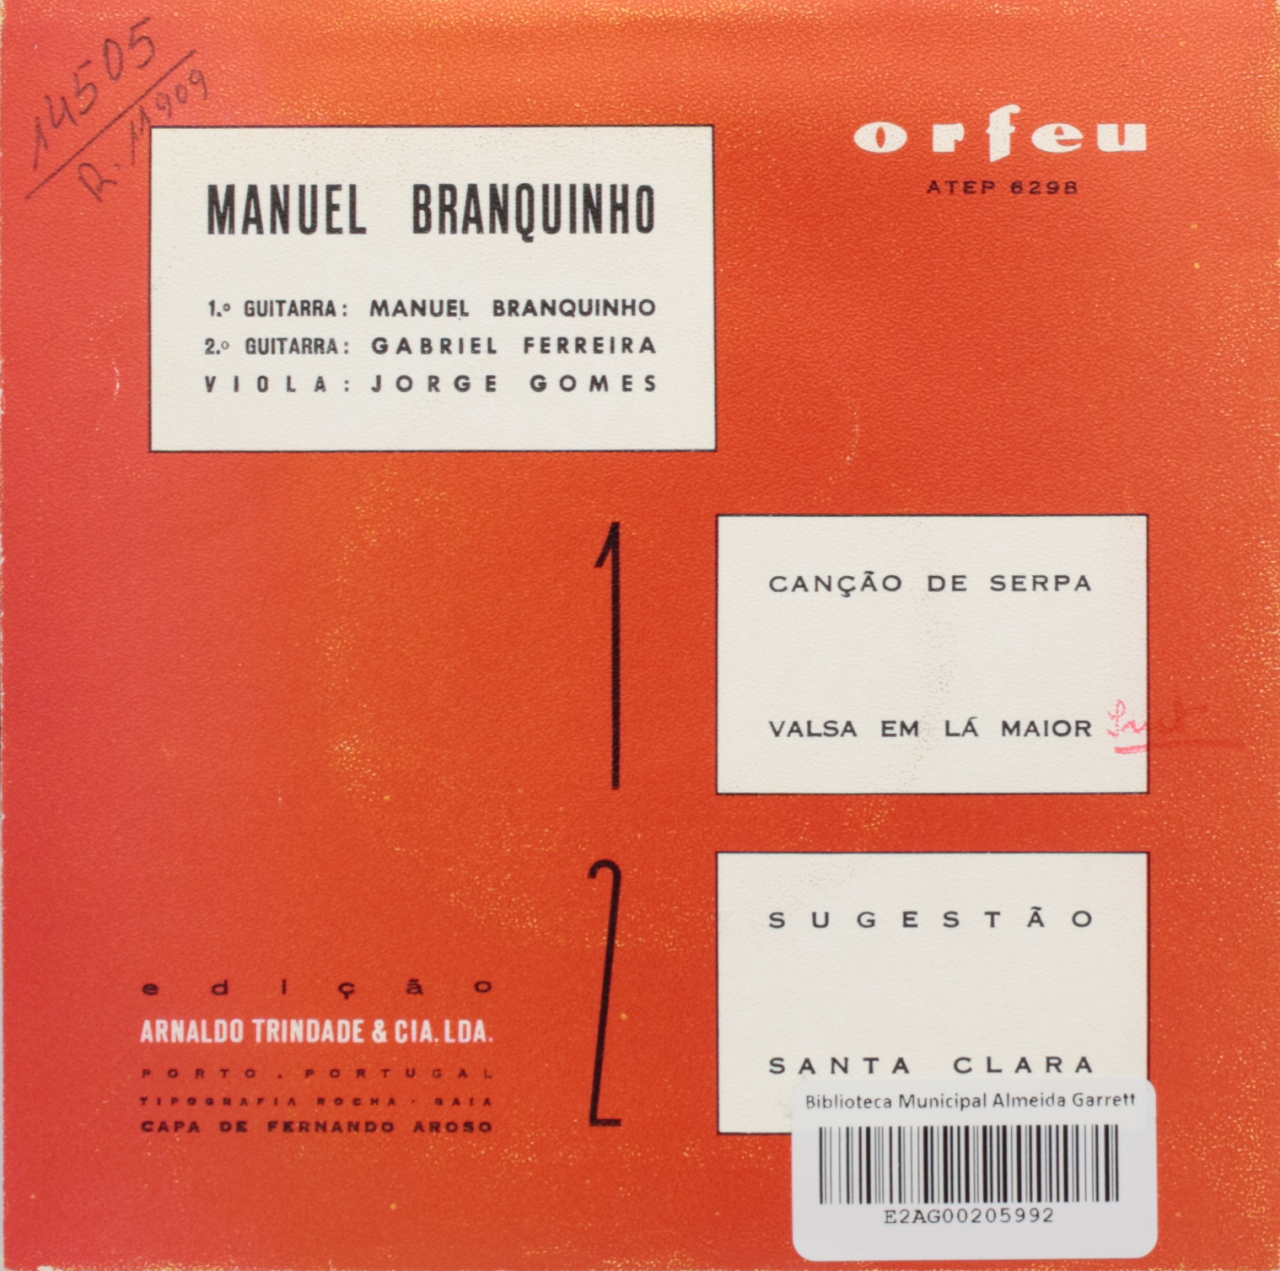 14505
R. 11909
orfeu
ATEP 6298
MANUEL BRANQUINHO
1.º GUITARRA: MANUEL BRANQUINHO
2.º GUITARRA: GABRIEL FERREIRA
VIOLA: JORGE GOMES
1
CANÇÃO DE SERPA
VALSA EM LÁ MAIOR
2
SUGESTÃO
SANTA CLARA
edição
ARNALDO TRINDADE & CIA. LDA.
PORTO . PORTUGAL
TIPOGRAFIA ROCHA - GAIA
CAPA DE FERNANDO AROSO
Biblioteca Municipal Almeida Garrett
E2AG00205992